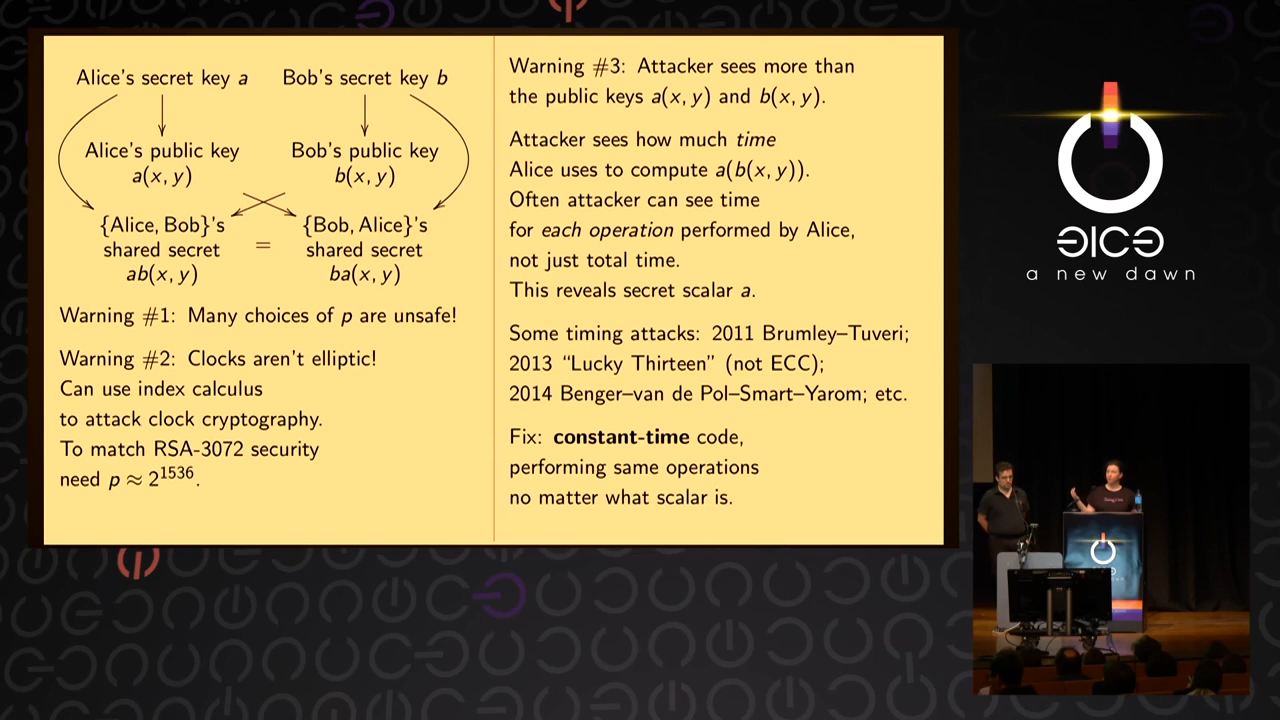 Alice's secret key a
Bob's secret key b
Alice's public key
a(x, y)
Bob's public key
b(x, y)
{Alice, Bob}'s
shared secret
ab(x, y)
=
{Bob, Alice}'s
shared secret
ba(x, y)
Warning #1: Many choices of p are unsafe!
Warning #2: Clocks aren't elliptic!
Can use index calculus
to attack clock cryptography.
To match RSA-3072 security
need p ≈ 2^1536.
Warning #3: Attacker sees more than
the public keys a(x, y) and b(x, y).
Attacker sees how much time
Alice uses to compute a(b(x, y)).
Often attacker can see time
for each operation performed by Alice,
not just total time.
This reveals secret scalar a.
Some timing attacks: 2011 Brumley–Tuveri;
2013 “Lucky Thirteen” (not ECC);
2014 Benger–van de Pol–Smart–Yarom; etc.
Fix: constant-time code,
performing same operations
no matter what scalar is.
a new dawn